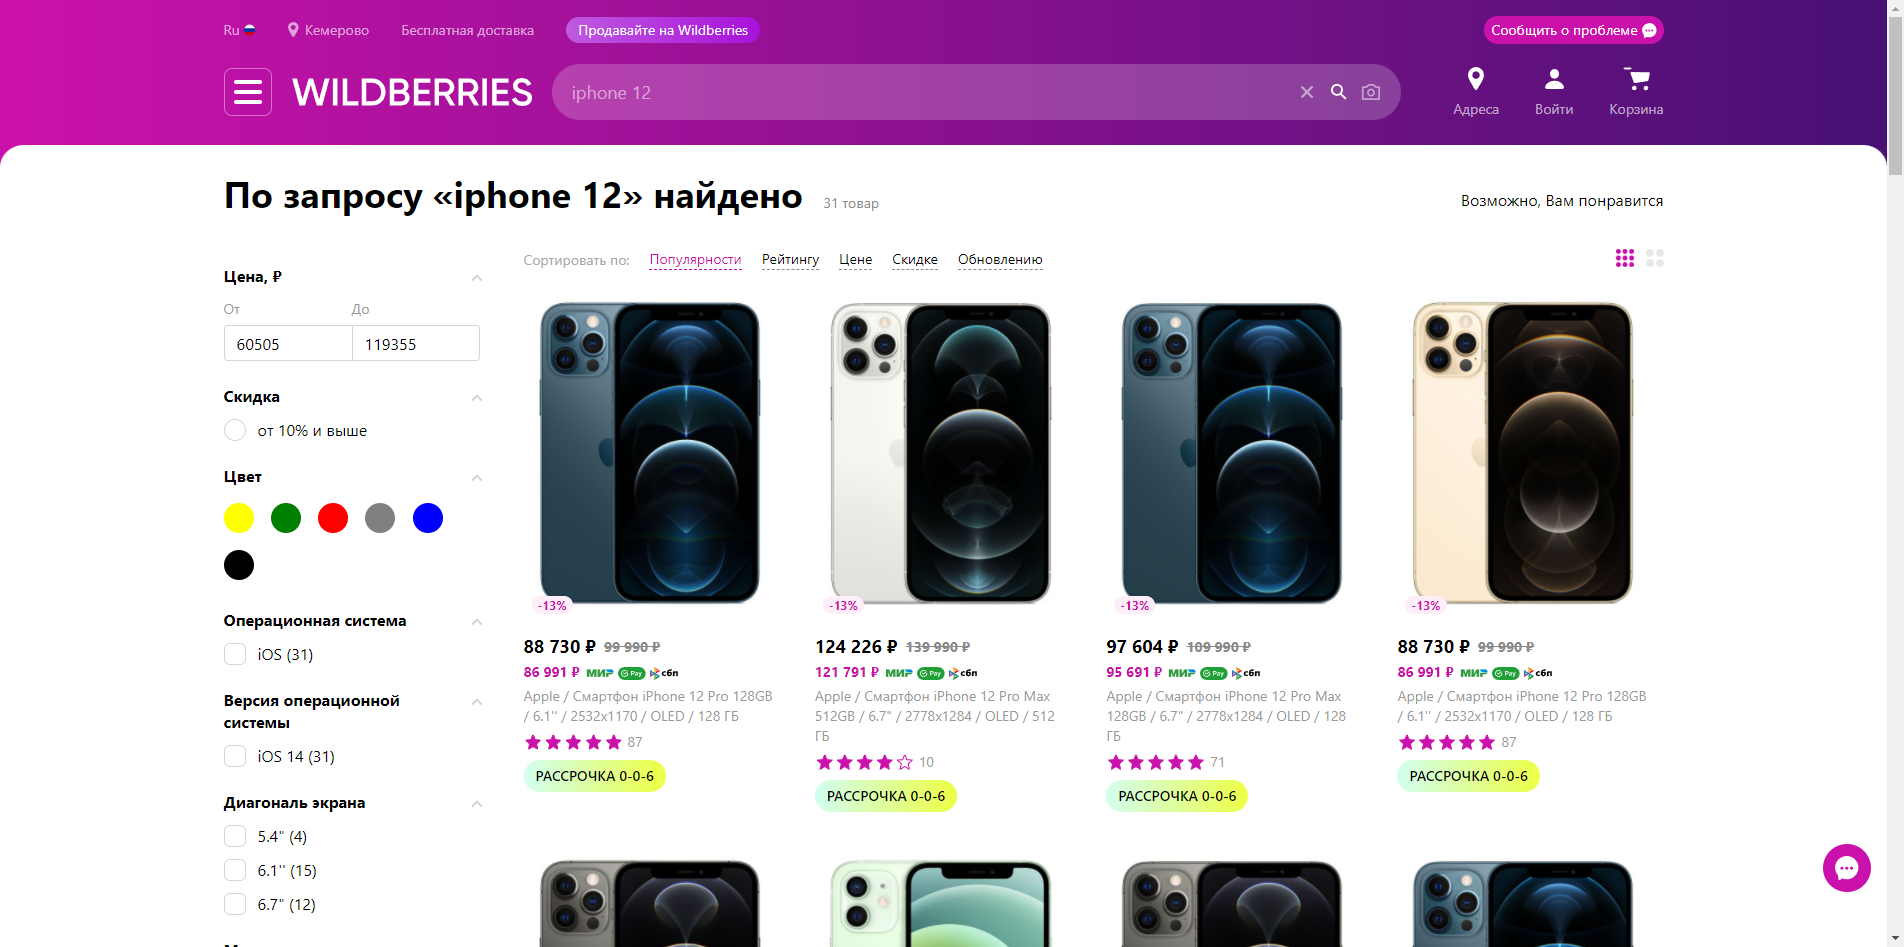 Ru
Кемерово
Бесплатная доставка
Продавайте на Wildberries
Сообщить о проблеме
WILDBERRIES
iphone 12
Адреса
Войти
Корзина
По запросу «iphone 12» найдено
31 товар
Возможно, Вам понравится
Сортировать по:
Популярности
Рейтингу
Цене
Скидке
Обновлению
Цена, ₽
От
До
60505
119355
Скидка
от 10% и выше
Цвет
Операционная система
iOS (31)
Версия операционной
системы
iOS 14 (31)
Диагональ экрана
5.4" (4)
6.1'' (15)
6.7" (12)
-13%
88 730 ₽ 99 990 ₽
86 991 ₽ МИР Pay сбп
Apple / Смартфон iPhone 12 Pro 128GB
/ 6.1'' / 2532x1170 / OLED / 128 ГБ
87
РАССРОЧКА 0-0-6
-13%
124 226 ₽ 139 990 ₽
121 791 ₽ МИР Pay сбп
Apple / Смартфон iPhone 12 Pro Max
512GB / 6.7" / 2778x1284 / OLED / 512
ГБ
10
РАССРОЧКА 0-0-6
-13%
97 604 ₽ 109 990 ₽
95 691 ₽ МИР Pay сбп
Apple / Смартфон iPhone 12 Pro Max
128GB / 6.7" / 2778x1284 / OLED / 128
ГБ
71
РАССРОЧКА 0-0-6
-13%
88 730 ₽ 99 990 ₽
86 991 ₽ МИР Pay сбп
Apple / Смартфон iPhone 12 Pro 128GB
/ 6.1'' / 2532x1170 / OLED / 128 ГБ
87
РАССРОЧКА 0-0-6